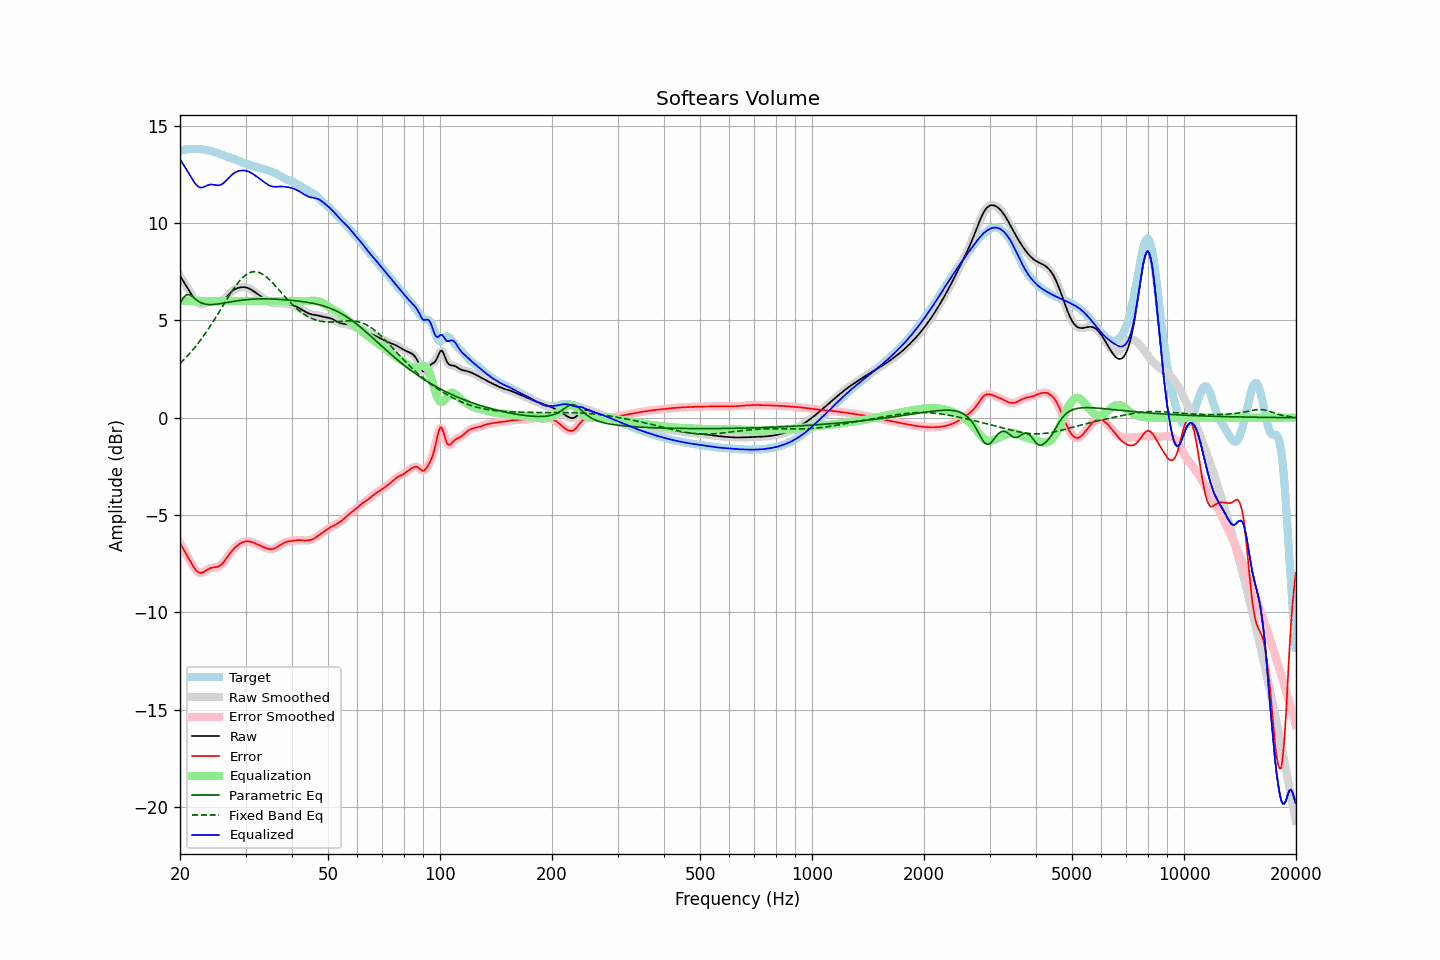 Softears Volume
Amplitude (dBr)
15
10
5
0
−5
−10
−15
−20
Target
Raw Smoothed
Error Smoothed
Raw
Error
Equalization
Parametric Eq
Fixed Band Eq
Equalized
20 50 100 200 500 1000 2000 5000 10000 20000
Frequency (Hz)